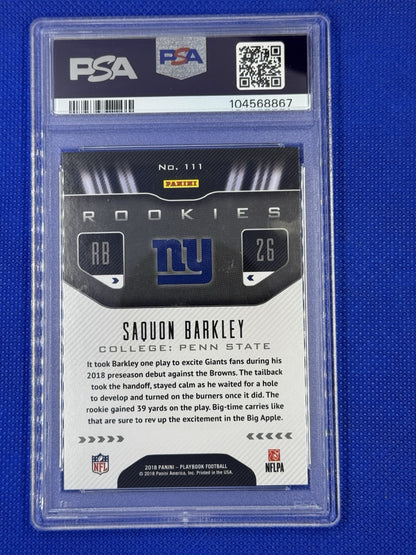 PSA
PSA
104568867
No. 111
PANINI
ROOKIES
RB
ny
26
SAQUON BARKLEY
COLLEGE: PENN STATE
It took Barkley one play to excite Giants fans during his
2018 preseason debut against the Browns. The tailback
took the handoff, stayed calm as he waited for a hole
to develop and turned on the burners once it did. The
rookie gained 39 yards on the play. Big-time carries like
that are sure to rev up the excitement in the Big Apple.
NFL
NFLPA
2018 PANINI - PLAYBOOK FOOTBALL
© 2018 Panini America, Inc. Printed in the USA.